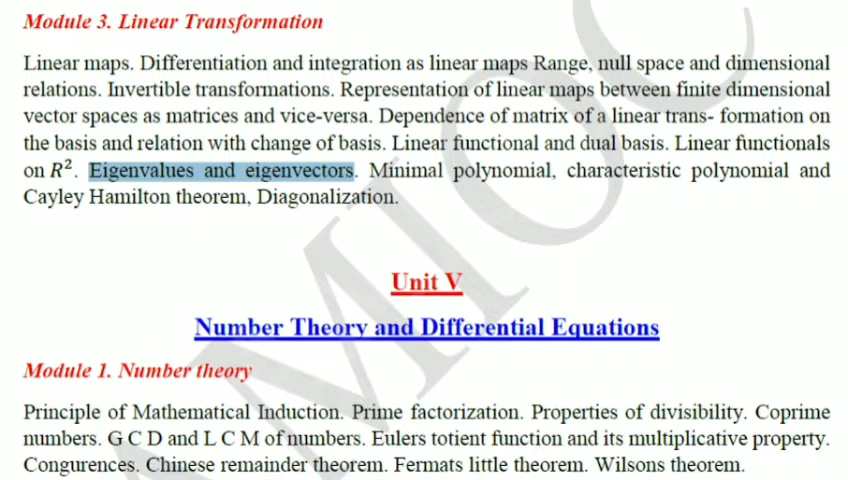 Module 3. Linear Transformation
Linear maps. Differentiation and integration as linear maps Range, null space and dimensional
relations. Invertible transformations. Representation of linear maps between finite dimensional
vector spaces as matrices and vice-versa. Dependence of matrix of a linear trans- formation on
the basis and relation with change of basis. Linear functional and dual basis. Linear functionals
on R². Eigenvalues and eigenvectors. Minimal polynomial, characteristic polynomial and
Cayley Hamilton theorem, Diagonalization.
Unit V
Number Theory and Differential Equations
Module 1. Number theory
Principle of Mathematical Induction. Prime factorization. Properties of divisibility. Coprime
numbers. G C D and L C M of numbers. Eulers totient function and its multiplicative property.
Congurences. Chinese remainder theorem. Fermats little theorem. Wilsons theorem.